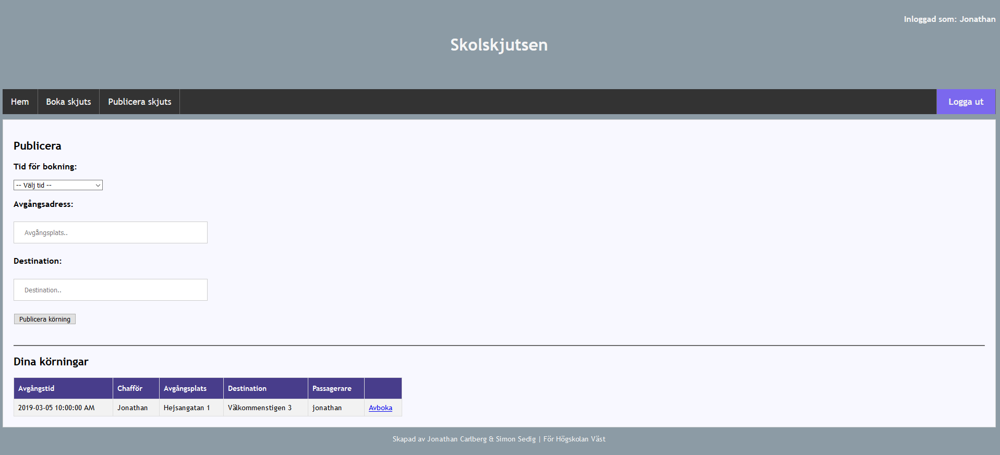 Inloggad som: Jonathan
Skolskjutsen
Hem Boka skjuts Publicera skjuts Logga ut
Publicera
Tid för bokning:
-- Välj tid --
Avgångsadress:
Avgångsplats..
Destination:
Destination..
Publicera körning
Dina körningar
Avgångstid Chafför Avgångsplats Destination Passagerare
2019-03-05 10:00:00 AM Jonathan Hejsangatan 1 Välkommenstigen 3 jonathan Avboka
Skapad av Jonathan Carlberg & Simon Sedig | För Högskolan Väst